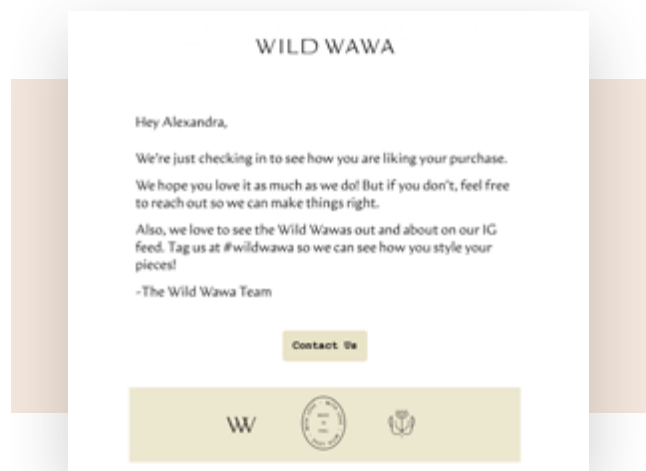 WILD WAWA
Hey Alexandra,
We're just checking in to see how you are liking your purchase.
We hope you love it as much as we do! But if you don't, feel free
to reach out so we can make things right.
Also, we love to see the Wild Wawas out and about on our IG
feed. Tag us at #wildwawa so we can see how you style your
pieces!
-The Wild Wawa Team
Contact Us
W